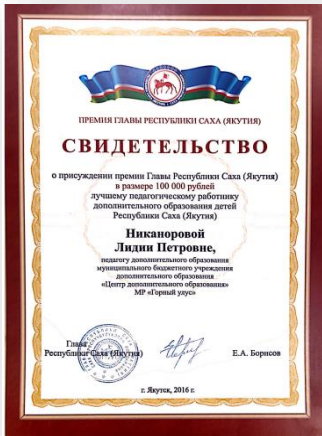 ПРЕМИЯ ГЛАВЫ РЕСПУБЛИКИ САХА (ЯКУТИЯ)
СВИДЕТЕЛЬСТВО
о присуждении премии Главы Республики Саха (Якутия)
в размере 100 000 рублей
лучшему педагогическому работнику
дополнительного образования детей
Республики Саха (Якутия)
Никаноровой
Лидии Петровне,
педагогу дополнительного образования
муниципального бюджетного учреждения
дополнительного образования
«Центр дополнительного образования»
МР «Горный улус»
Глава
Республики Саха (Якутия)
Е.А. Борисов
г. Якутск, 2016 г.